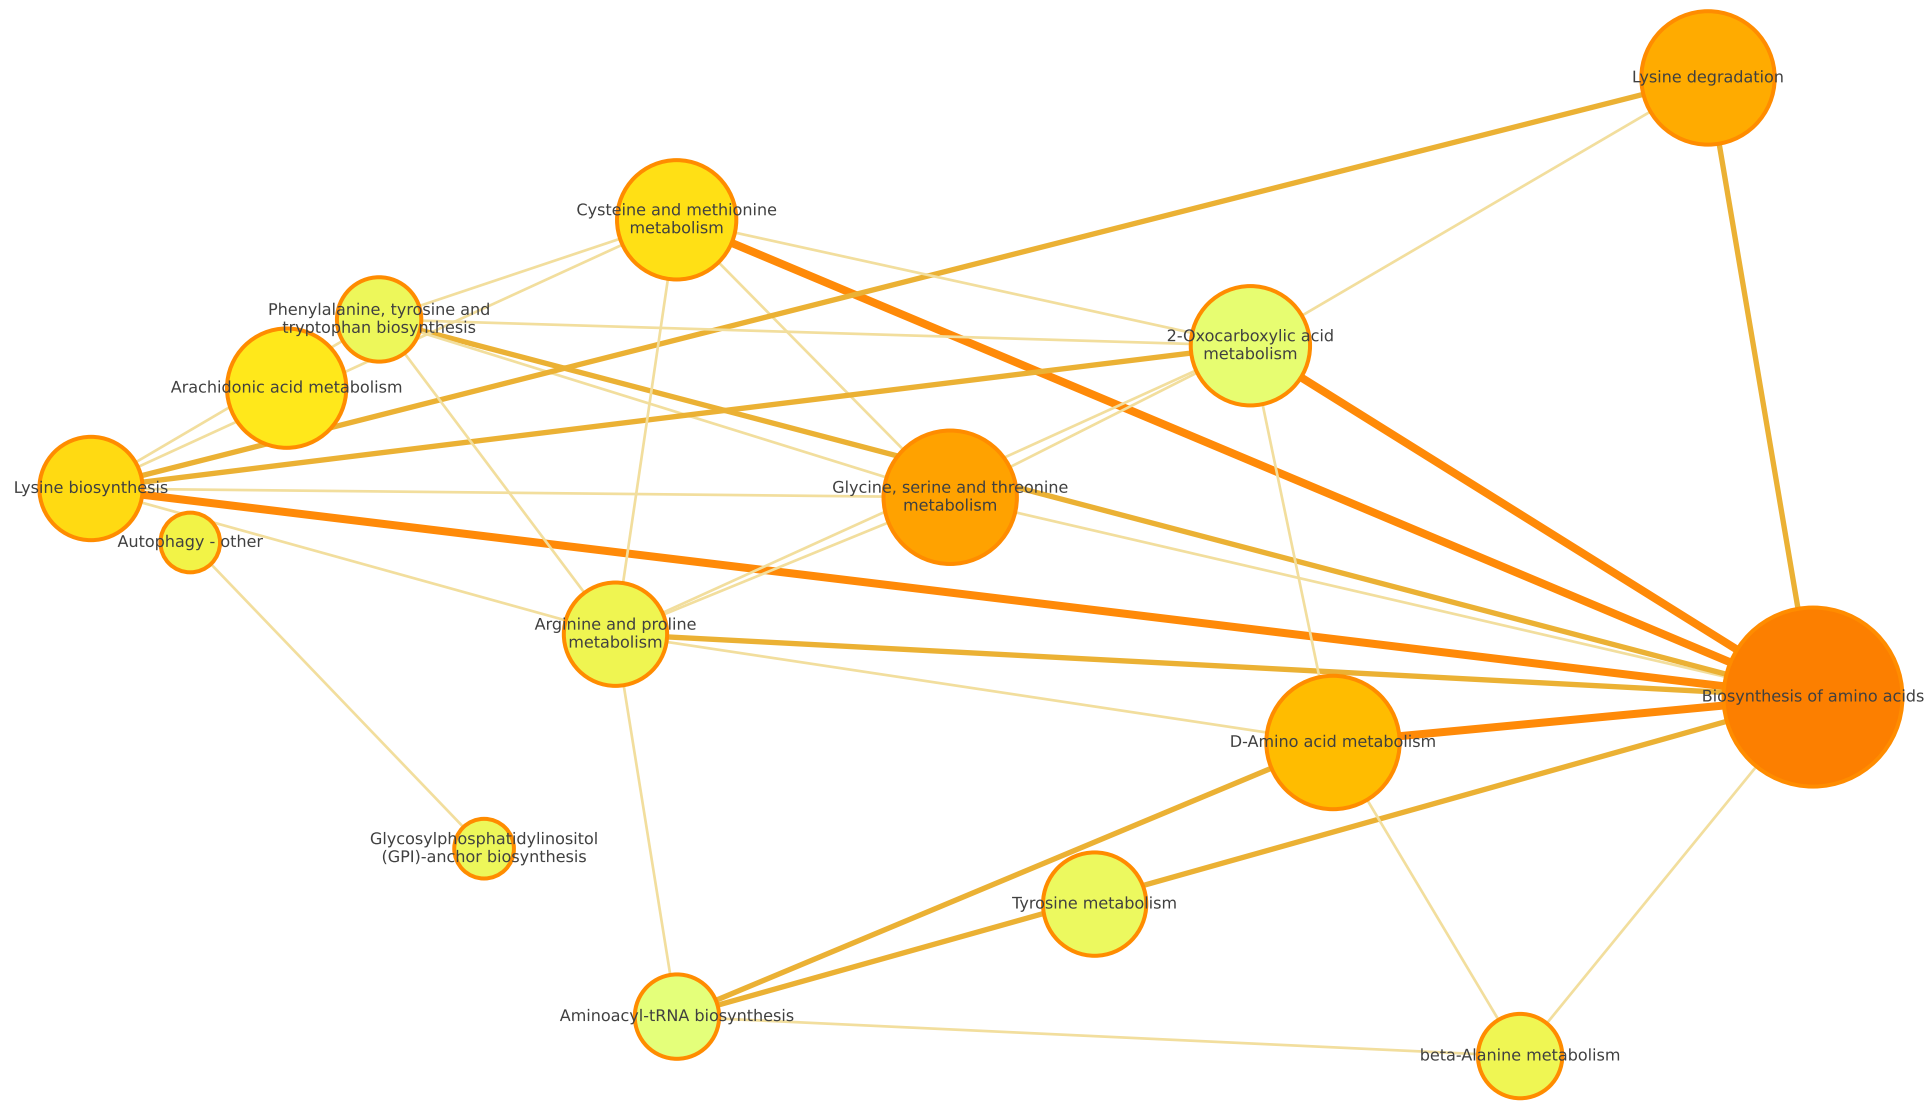 Lysine degradation
Cysteine and methionine
metabolism
Phenylalanine, tyrosine and
tryptophan biosynthesis
2-Oxocarboxylic acid
metabolism
Arachidonic acid metabolism
Lysine biosynthesis
Glycine, serine and threonine
metabolism
Autophagy - other
Arginine and proline
metabolism
Biosynthesis of amino acids
D-Amino acid metabolism
Glycosylphosphatidylinositol
(GPI)-anchor biosynthesis
Tyrosine metabolism
Aminoacyl-tRNA biosynthesis
beta-Alanine metabolism